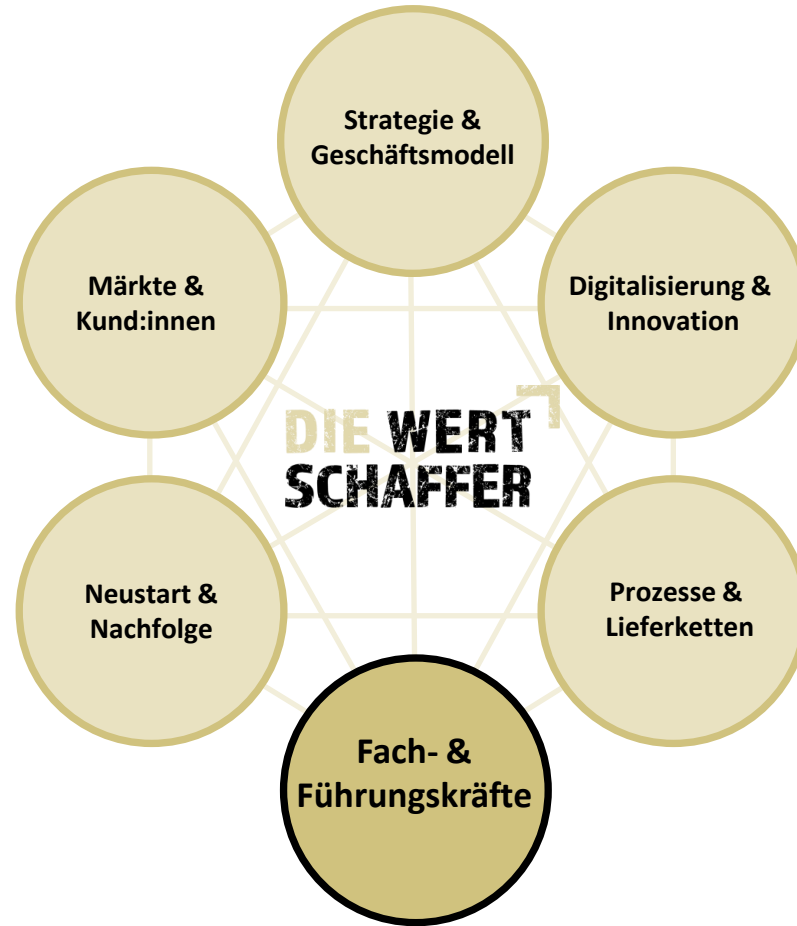 Strategie &
Geschäftsmodell
Märkte &
Kund:innen
Digitalisierung &
Innovation
DIE WERT
SCHAFFER
Neustart &
Nachfolge
Prozesse &
Lieferketten
Fach- &
Führungskräfte